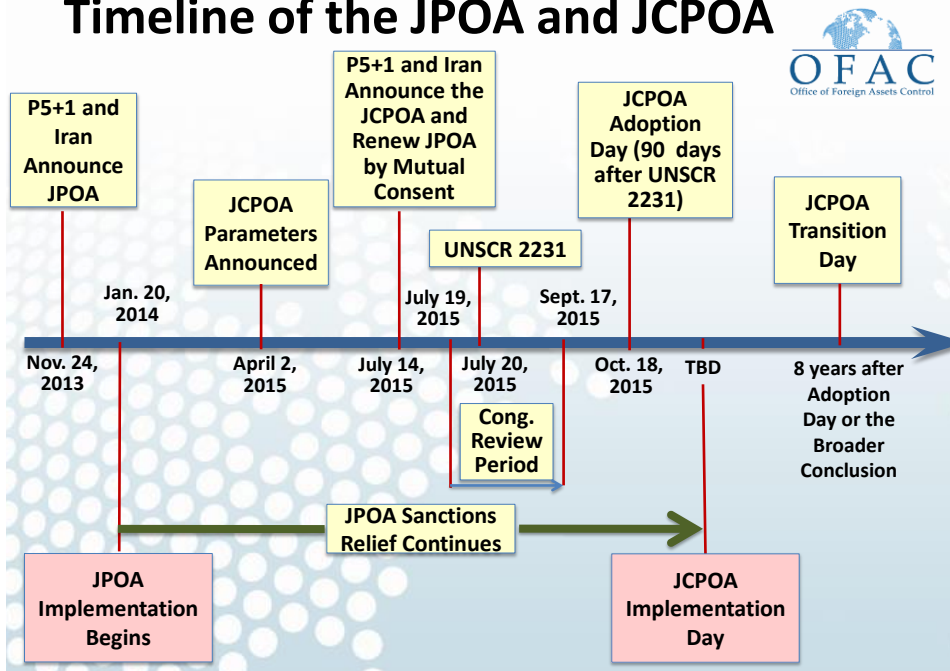 Timeline of the JPOA and JCPOA
OFAC
Office of Foreign Assets Control
P5+1 and
Iran
Announce
JPOA
JCPOA
Parameters
Announced
P5+1 and Iran
Announce the
JCPOA and
Renew JPOA
by Mutual
Consent
UNSCR 2231
JCPOA
Adoption
Day (90 days
after UNSCR
2231)
JCPOA
Transition
Day
Jan. 20,
2014
July 19,
2015
Sept. 17,
2015
Nov. 24,
2013
April 2,
2015
July 14,
2015
July 20,
2015
Oct. 18,
2015
TBD
8 years after
Adoption
Day or the
Broader
Conclusion
Cong.
Review
Period
JPOA Sanctions
Relief Continues
JPOA
Implementation
Begins
JCPOA
Implementation
Day